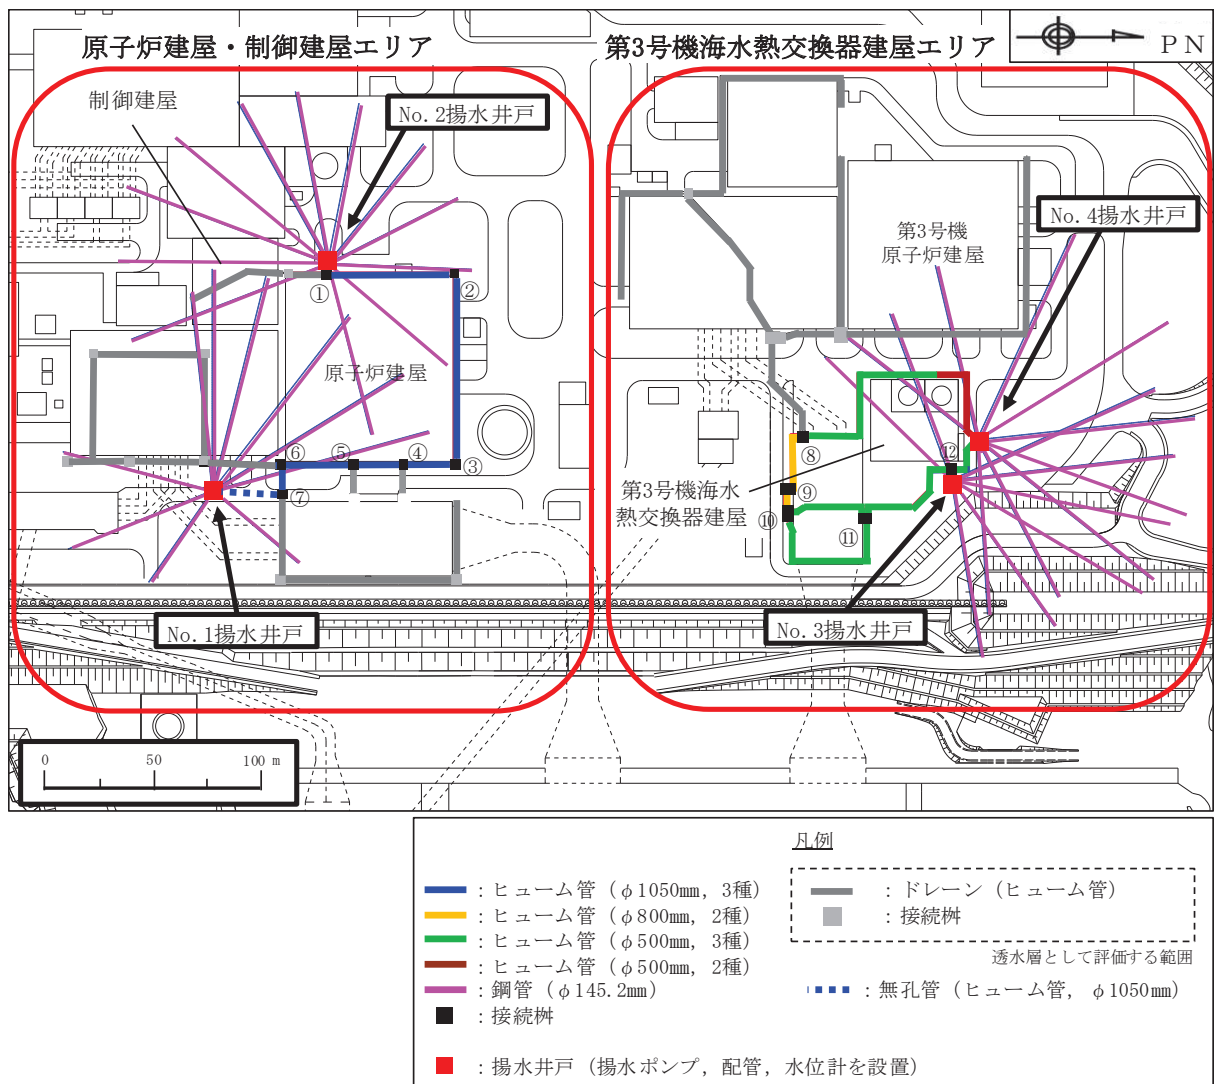 原子炉建屋・制御建屋エリア
第3号機海水熱交換器建屋エリア
PN
制御建屋
No.2揚水井戸
No.4揚水井戸
第3号機
原子炉建屋
①
②
原子炉建屋
⑥
⑤
④
③
⑦
⑧
⑫
第3号機海水
熱交換器建屋
⑨
⑩
⑪
No.1揚水井戸
No.3揚水井戸
0 50 100 m
凡例
：ヒューム管（φ1050mm，3種）
：ヒューム管（φ800mm，2種）
：ヒューム管（φ500mm，3種）
：ヒューム管（φ500mm，2種）
：鋼管（φ145.2mm）
：接続桝
：揚水井戸（揚水ポンプ，配管，水位計を設置）
：ドレーン（ヒューム管）
：接続桝
透水層として評価する範囲
：無孔管（ヒューム管，φ1050mm）